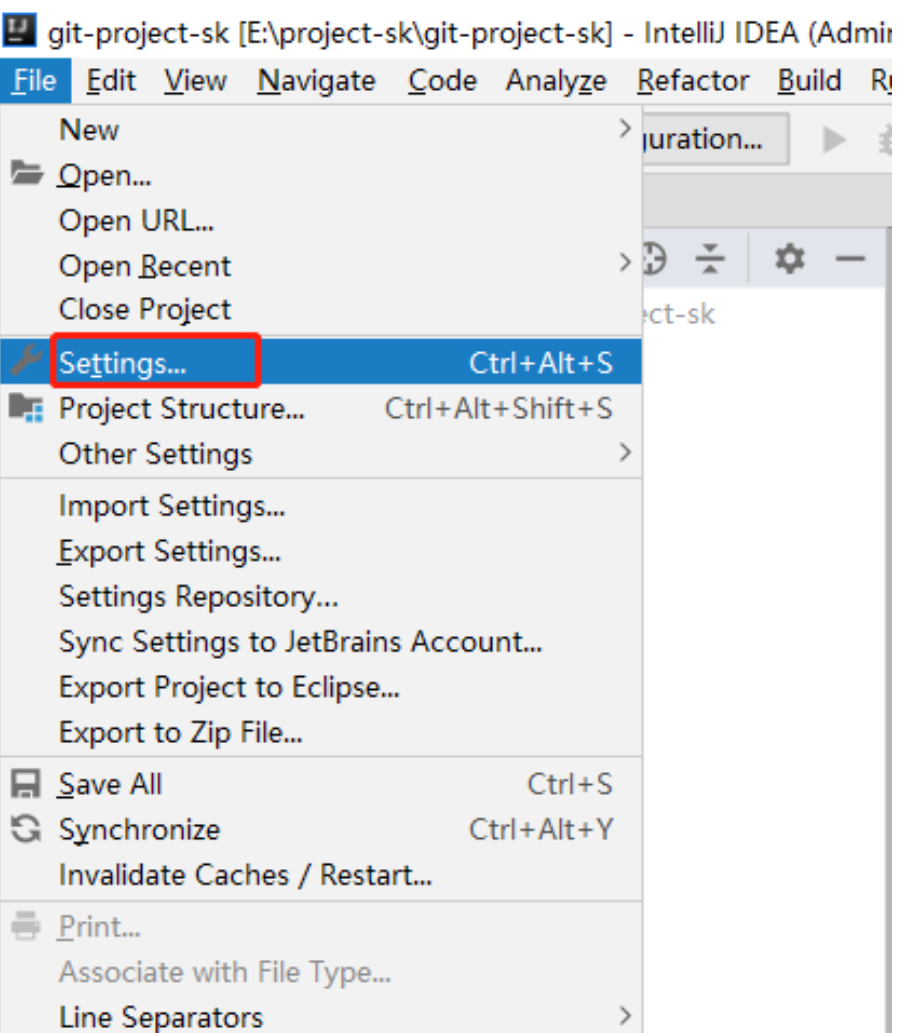 git-project-sk [E:\project-sk\git-project-sk] - IntelliJ IDEA (Admin
File Edit View Navigate Code Analyze Refactor Build
New
juration...
Open...
Open URL...
Open Recent
Close Project
ect-sk
Settings... Ctrl+Alt+S
Project Structure... Ctrl+Alt+Shift+S
Other Settings
Import Settings...
Export Settings...
Settings Repository...
Sync Settings to JetBrains Account...
Export Project to Eclipse...
Export to Zip File...
Save All Ctrl+S
Synchronize Ctrl+Alt+Y
Invalidate Caches / Restart...
Print...
Associate with File Type...
Line Separators